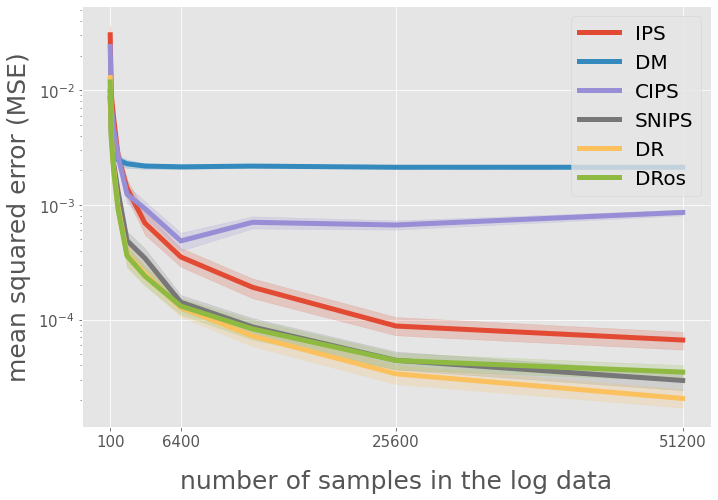 IPS
DM
CIPS
SNIPS
DR
DRos
mean squared error (MSE)
10⁻²
10⁻³
10⁻⁴
100 6400 25600 51200
number of samples in the log data